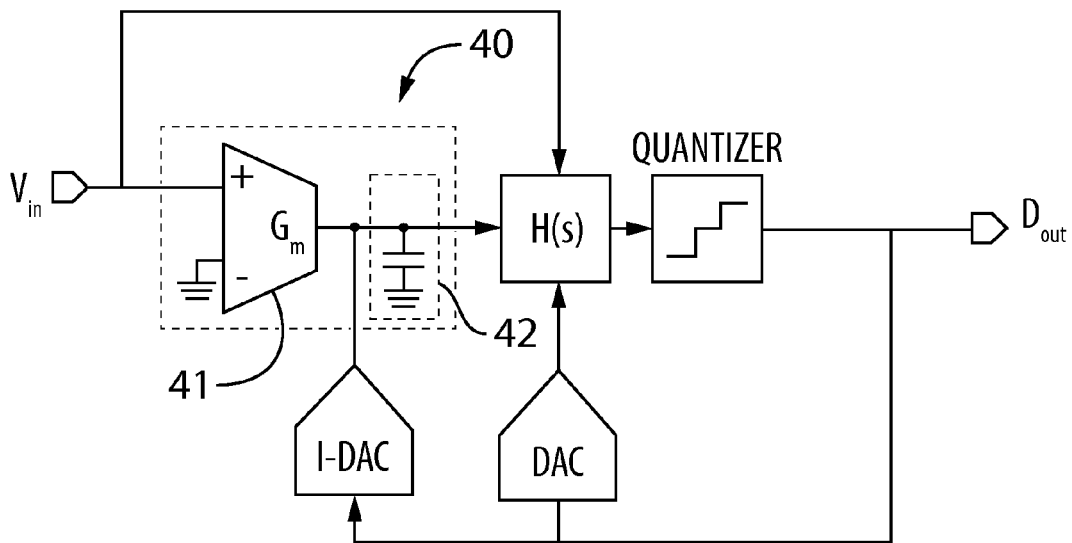 40
QUANTIZER
V_in
+
G_m
-
H(s)
D_out
42
41
I-DAC
DAC